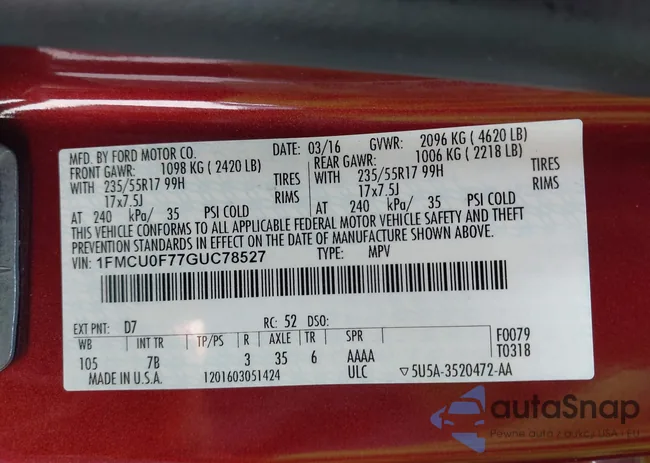 MFD. BY FORD MOTOR CO.
DATE: 03/16 GVWR: 2096 KG ( 4620 LB)
FRONT GAWR: 1098 KG ( 2420 LB)
REAR GAWR: 1006 KG ( 2218 LB)
WITH 235/55R17 99H TIRES
WITH 235/55R17 99H TIRES
17x7.5J RIMS
17x7.5J RIMS
AT 240 kPa/ 35 PSI COLD
AT 240 kPa/ 35 PSI COLD
THIS VEHICLE CONFORMS TO ALL APPLICABLE FEDERAL MOTOR VEHICLE SAFETY AND THEFT
PREVENTION STANDARDS IN EFFECT ON THE DATE OF MANUFACTURE SHOWN ABOVE.
VIN: 1FMCU0F77GUC78527 TYPE: MPV
EXT PNT: D7 RC: 52 DSO:
WB INT TR TP/PS R AXLE TR SPR F0079
105 7B 3 35 6 AAAA T0318
MADE IN U.S.A. 1201603051424 ULC ▽5U5A-3520472-AA
autaSnap